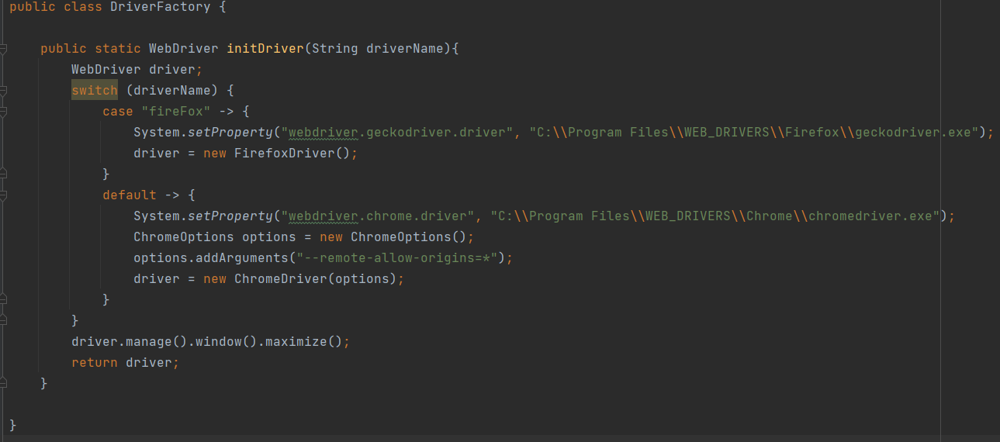 public class DriverFactory {
public static WebDriver initDriver(String driverName){
WebDriver driver;
switch (driverName) {
case "fireFox" -> {
System.setProperty("webdriver.geckodriver.driver", "C:\\Program Files\\WEB_DRIVERS\\Firefox\\geckodriver.exe");
driver = new FirefoxDriver();
}
default -> {
System.setProperty("webdriver.chrome.driver", "C:\\Program Files\\WEB_DRIVERS\\Chrome\\chromedriver.exe");
ChromeOptions options = new ChromeOptions();
options.addArguments("--remote-allow-origins=*");
driver = new ChromeDriver(options);
}
}
driver.manage().window().maximize();
return driver;
}
}